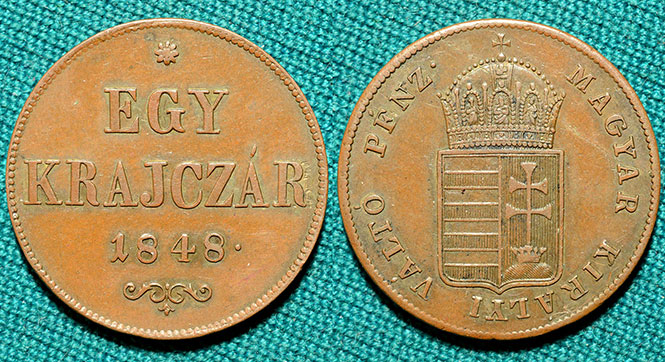 EGY
KRAJCZÁR
1848.
MAGYAR KIRÁLYI VÁLTÓ PÉNZ.